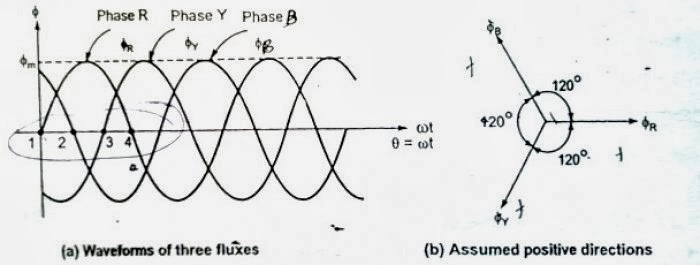 ϕ
Phase R Phase Y Phase B
ϕR ϕY ϕB
ϕm
1 2 3 4
ωt
θ = ωt
(a) Waveforms of three fluxes
ϕB
120°
120°
ϕR
120°
ϕY
(b) Assumed positive directions